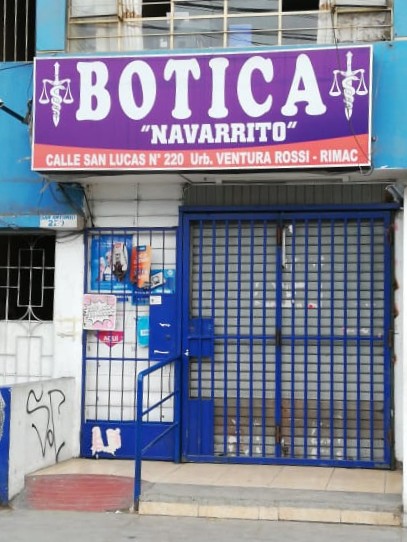 BOTICA
"NAVARRITO"
CALLE SAN LUCAS N° 220 Urb. VENTURA ROSSI - RIMAC